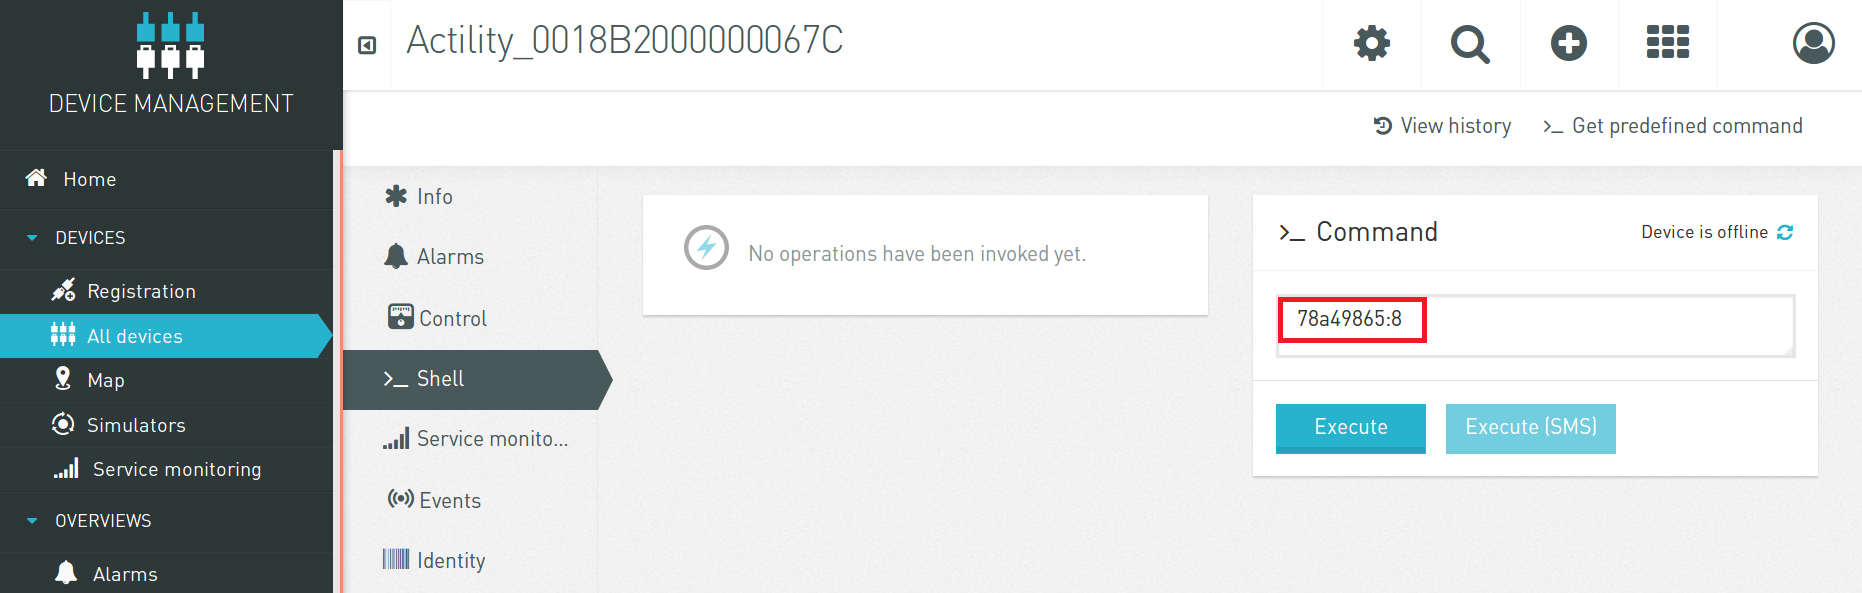 DEVICE MANAGEMENT
Home
DEVICES
Registration
All devices
Map
Simulators
Service monitoring
OVERVIEWS
Alarms
Actility_0018B2000000067C
View history
>_ Get predefined command
Info
Alarms
Control
>_ Shell
Service monito...
Events
Identity
No operations have been invoked yet.
>_ Command
Device is offline
78a49865:8
Execute
Execute (SMS)